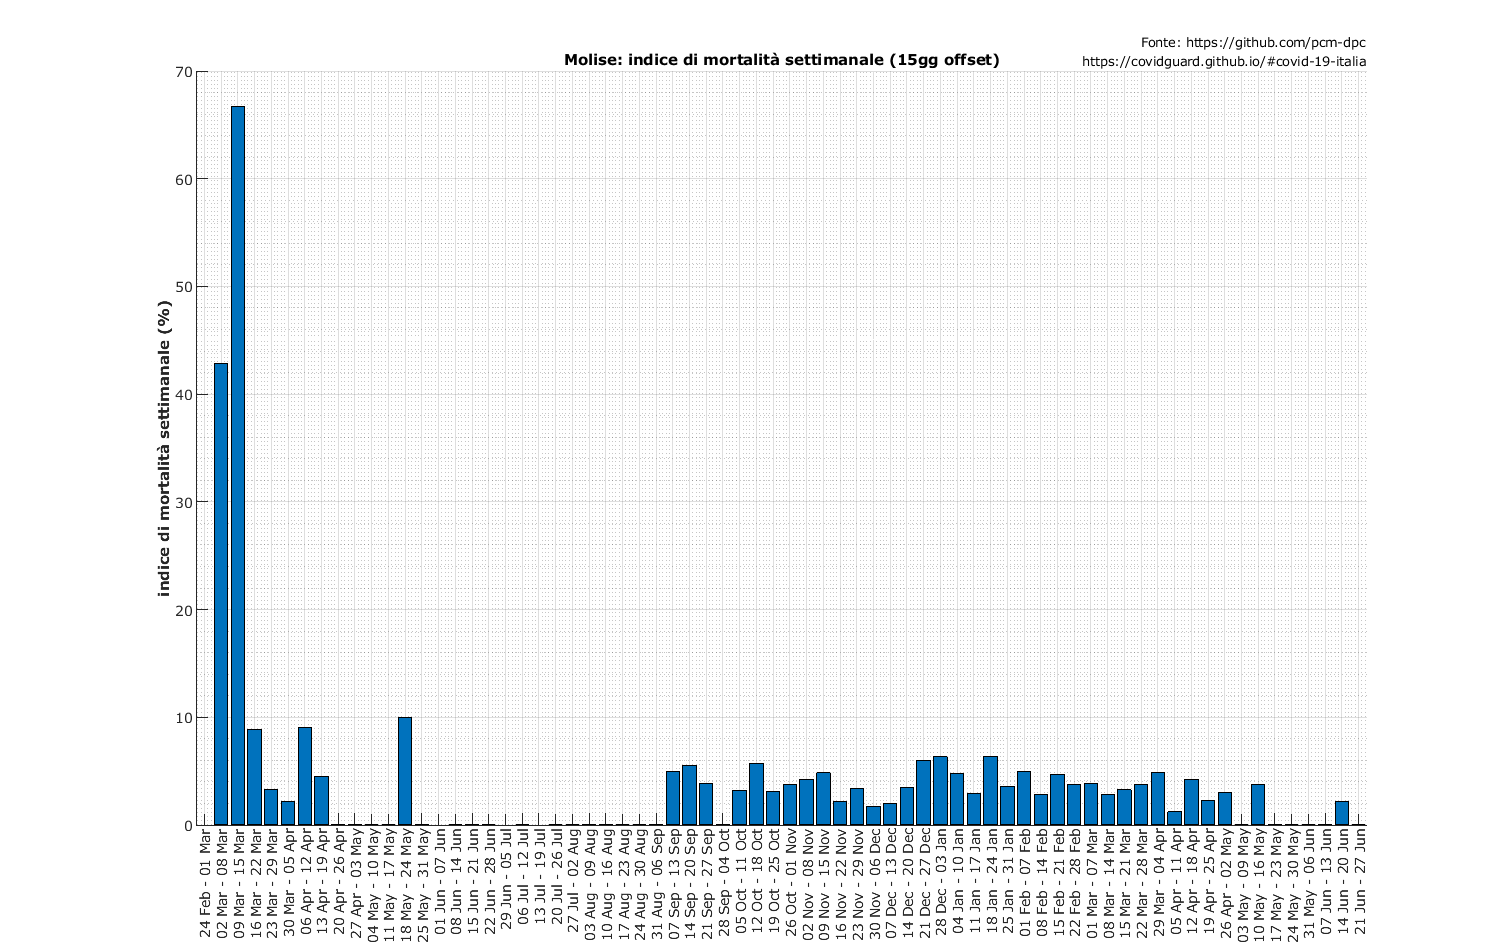 Fonte: https://github.com/pcm-dpc
https://covidguard.github.io/#covid-19-italia
Molise: indice di mortalità settimanale (15gg offset)
indice di mortalità settimanale (%)
70
60
50
40
30
20
10
0
24 Feb - 01 Mar
02 Mar - 08 Mar
09 Mar - 15 Mar
16 Mar - 22 Mar
23 Mar - 29 Mar
30 Mar - 05 Apr
06 Apr - 12 Apr
13 Apr - 19 Apr
20 Apr - 26 Apr
27 Apr - 03 May
04 May - 10 May
11 May - 17 May
18 May - 24 May
25 May - 31 May
01 Jun - 07 Jun
08 Jun - 14 Jun
15 Jun - 21 Jun
22 Jun - 28 Jun
29 Jun - 05 Jul
06 Jul - 12 Jul
13 Jul - 19 Jul
20 Jul - 26 Jul
27 Jul - 02 Aug
03 Aug - 09 Aug
10 Aug - 16 Aug
17 Aug - 23 Aug
24 Aug - 30 Aug
31 Aug - 06 Sep
07 Sep - 13 Sep
14 Sep - 20 Sep
21 Sep - 27 Sep
28 Sep - 04 Oct
05 Oct - 11 Oct
12 Oct - 18 Oct
19 Oct - 25 Oct
26 Oct - 01 Nov
02 Nov - 08 Nov
09 Nov - 15 Nov
16 Nov - 22 Nov
23 Nov - 29 Nov
30 Nov - 06 Dec
07 Dec - 13 Dec
14 Dec - 20 Dec
21 Dec - 27 Dec
28 Dec - 03 Jan
04 Jan - 10 Jan
11 Jan - 17 Jan
18 Jan - 24 Jan
25 Jan - 31 Jan
01 Feb - 07 Feb
08 Feb - 14 Feb
15 Feb - 21 Feb
22 Feb - 28 Feb
01 Mar - 07 Mar
08 Mar - 14 Mar
15 Mar - 21 Mar
22 Mar - 28 Mar
29 Mar - 04 Apr
05 Apr - 11 Apr
12 Apr - 18 Apr
19 Apr - 25 Apr
26 Apr - 02 May
03 May - 09 May
10 May - 16 May
17 May - 23 May
24 May - 30 May
31 May - 06 Jun
07 Jun - 13 Jun
14 Jun - 20 Jun
21 Jun - 27 Jun